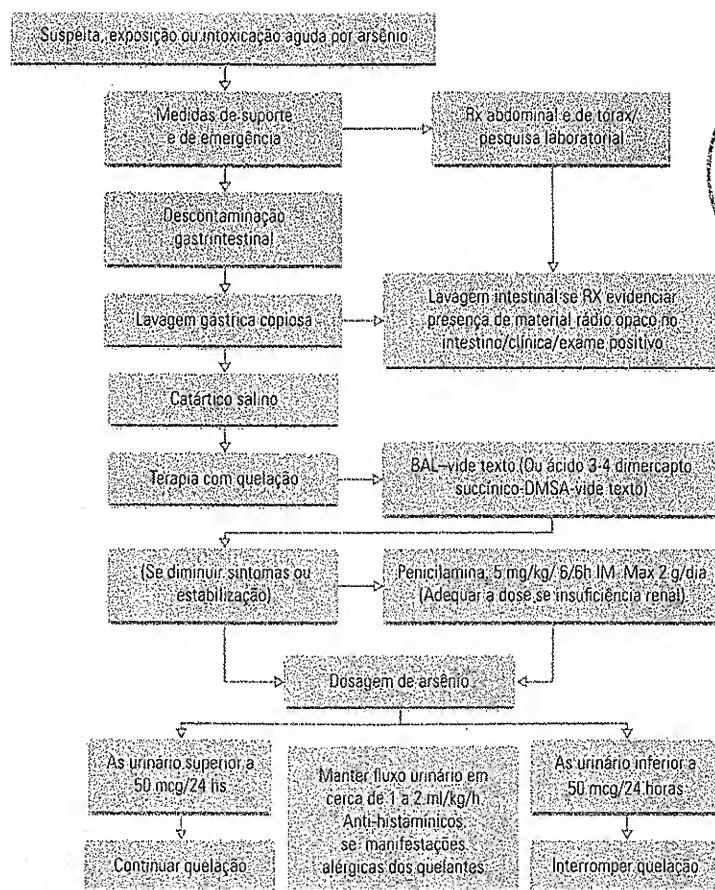 Suspeita, exposição ou intoxicação aguda por arsênio
Medidas de suporte
e de emergência
Rx abdominal e de tórax/
pesquisa laboratorial
Descontaminação
gastrintestinal
Lavagem gástrica copiosa
Lavagem intestinal se RX evidenciar
presença de material rádio opaco no
intestino/clínica/exame positivo
Catártico salino
Terapia com quelação
BAL–vide texto (Ou ácido 3-4 dimercapto
succínico-DMSA-vide texto)
(Se diminuir sintomas ou
estabilização)
Penicilamina, 5 mg/kg/ 6/6h IM. Max 2 g/dia
(Adequar a dose se insuficiência renal)
Dosagem de arsênio
As urinário superior a
50 mcg/24 hs
Manter fluxo urinário em
cerca de 1 a 2 ml/kg/h
Anti-histamínicos
se manifestações
alérgicas dos quelantes
As urinário inferior a
50 mcg/24 horas
Continuar quelação
Interromper quelação